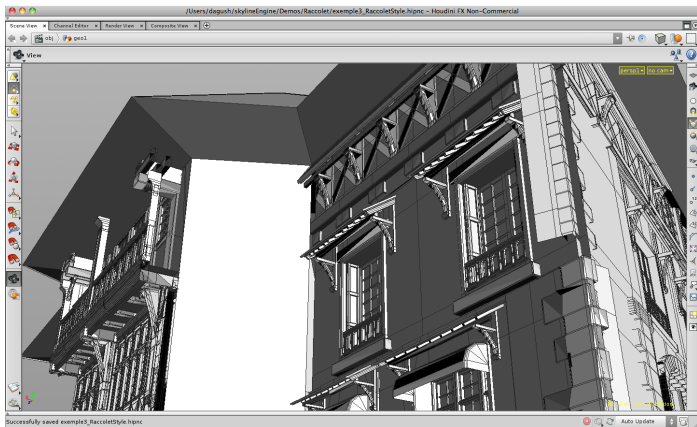 /Users/dagush/skylineEngine/Demos/Raccolet/exemple3_RaccoletStyle.hipnc - Houdini FX Non-Commercial
Scene View × Channel Editor × Render View × Composite View ×
obj geo1
View
persp1 no cam
Successfully saved exemple3_RaccoletStyle.hipnc
Auto Update